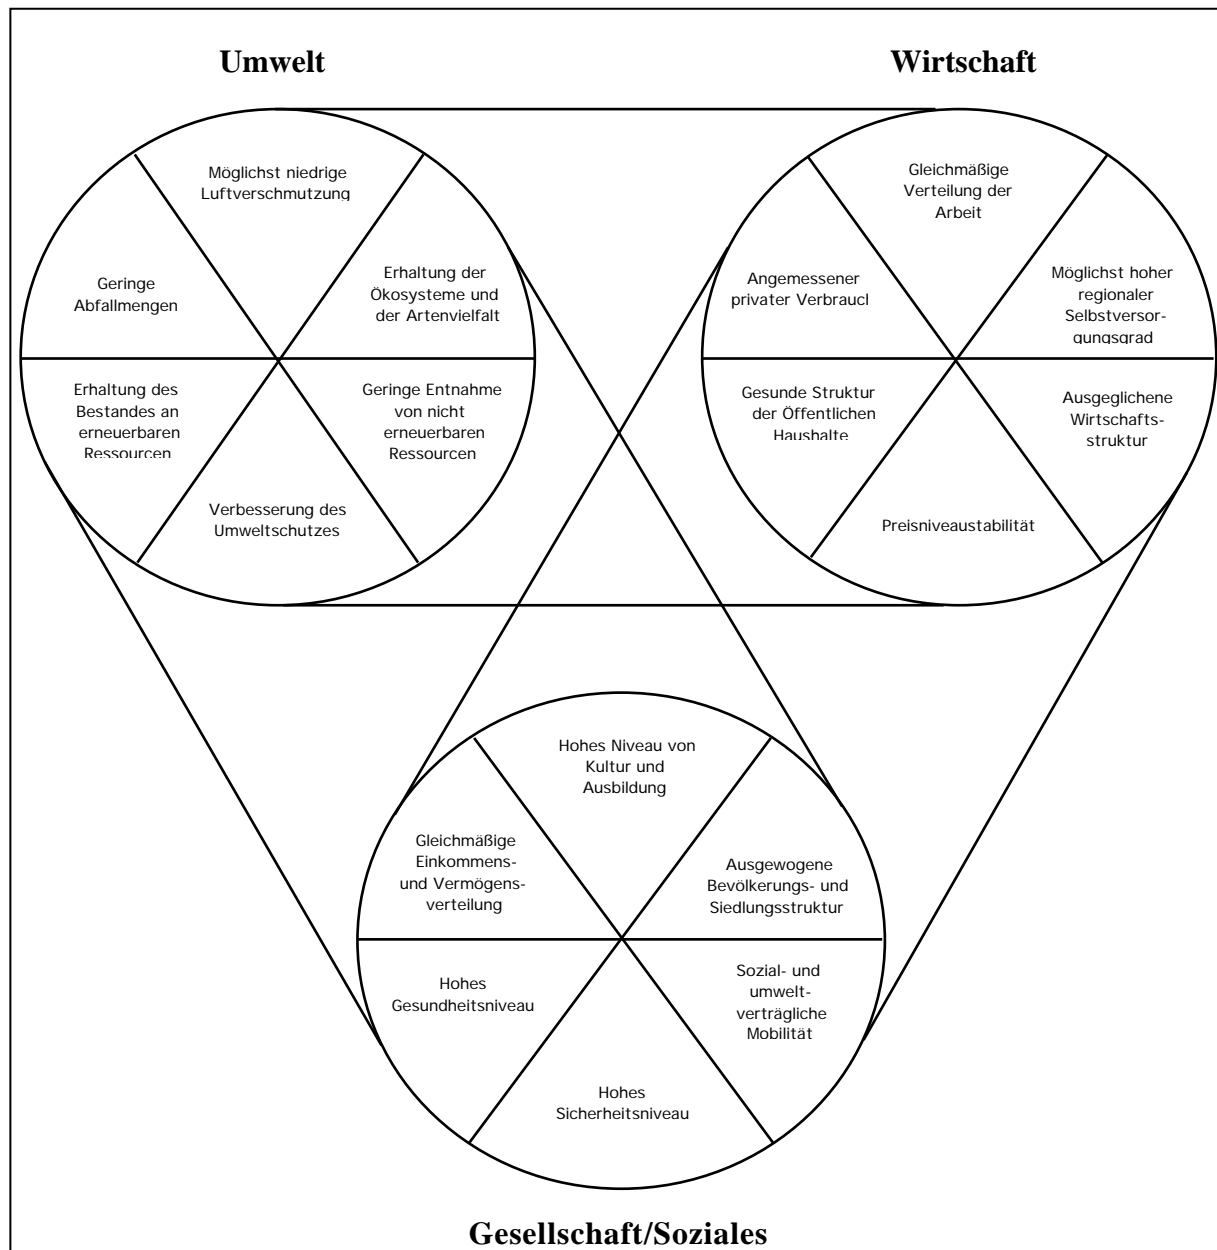 Umwelt
Wirtschaft
Möglichst niedrige
Luftverschmutzung
Erhaltung der
Ökosysteme und
der Artenvielfalt
Geringe
Abfallmengen
Erhaltung des
Bestandes an
erneuerbaren
Ressourcen
Geringe Entnahme
von nicht
erneuerbaren
Ressourcen
Verbesserung des
Umweltschutzes
Gleichmäßige
Verteilung der
Arbeit
Angemessener
privater Verbraucl
Möglichst hoher
regionaler
Selbstversor-
gungsgrad
Gesunde Struktur
der Öffentlichen
Haushalte
Ausgeglichene
Wirtschafts-
struktur
Preisniveaustabilität
Hohes Niveau von
Kultur und
Ausbildung
Gleichmäßige
Einkommens-
und Vermögens-
verteilung
Ausgewogene
Bevölkerungs- und
Siedlungsstruktur
Hohes
Gesundheitsniveau
Sozial- und
umwelt-
verträgliche
Mobilität
Hohes
Sicherheitsniveau
Gesellschaft/Soziales